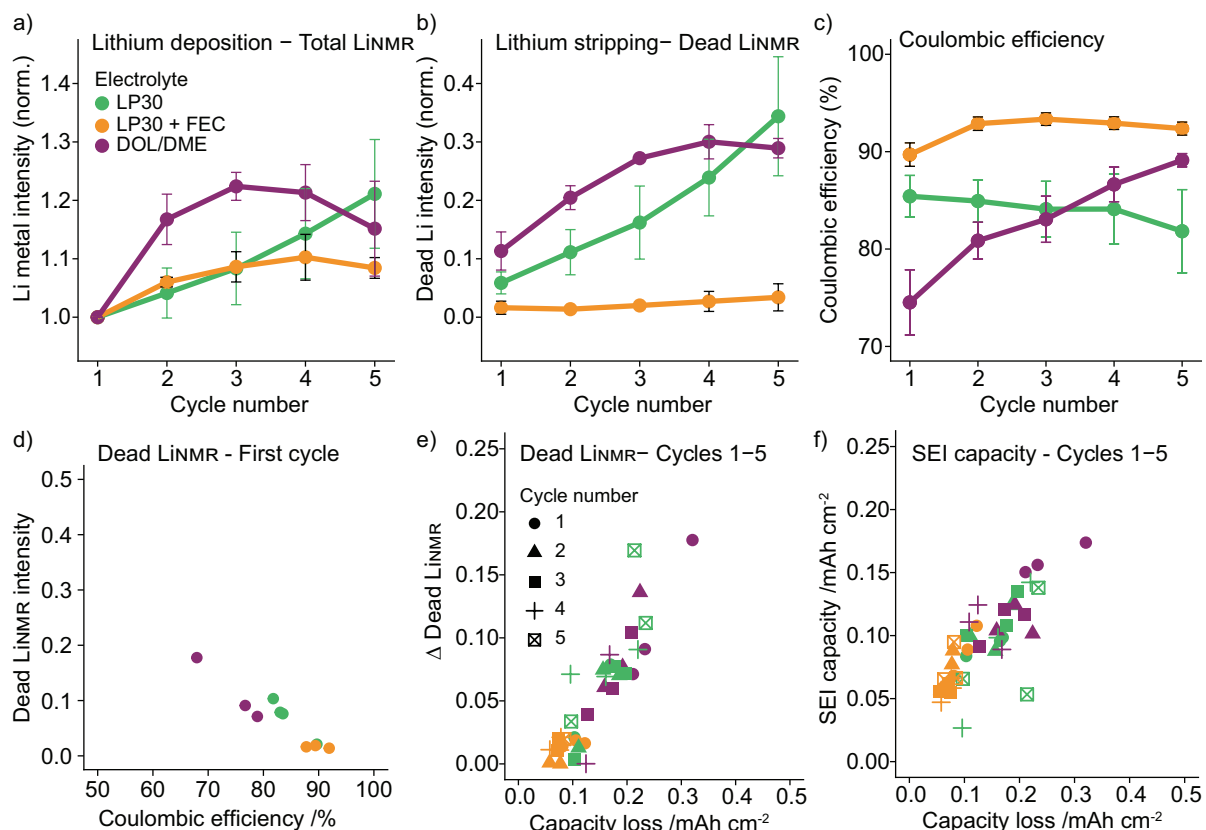 a)
Lithium deposition − Total LiNMR
Li metal intensity (norm.)
1.4
1.3
1.2
1.1
1.0
Electrolyte
LP30
LP30 + FEC
DOL/DME
1 2 3 4 5
Cycle number
b)
Lithium stripping− Dead LiNMR
Dead Li intensity (norm.)
0.4
0.3
0.2
0.1
0.0
1 2 3 4 5
Cycle number
c)
Coulombic efficiency
Coulombic efficiency (%)
100
90
80
70
1 2 3 4 5
Cycle number
d)
Dead LiNMR - First cycle
Dead LiNMR intensity
0.5
0.4
0.3
0.2
0.1
0.0
50 60 70 80 90 100
Coulombic efficiency /%
e)
Dead LiNMR− Cycles 1−5
Δ Dead LiNMR
0.25
0.20
0.15
0.10
0.05
0.00
Cycle number
1
2
3
4
5
0.0 0.1 0.2 0.3 0.4 0.5
Capacity loss /mAh cm⁻²
f)
SEI capacity - Cycles 1−5
SEI capacity /mAh cm⁻²
0.25
0.20
0.15
0.10
0.05
0.00
0.0 0.1 0.2 0.3 0.4 0.5
Capacity loss /mAh cm⁻²